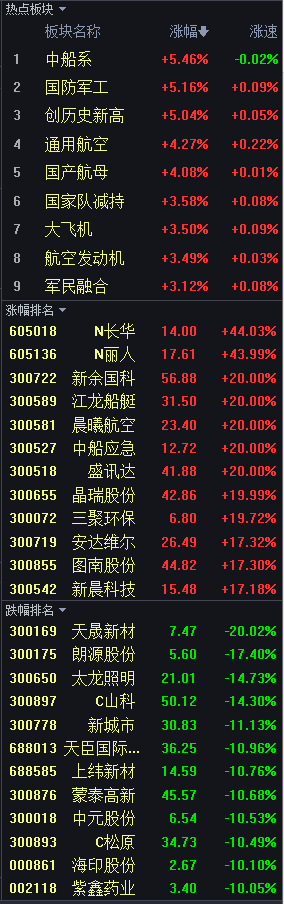 热点板块
板块名称 涨幅 涨速
1 中船系 +5.46% -0.02%
2 国防军工 +5.16% +0.09%
3 创历史新高 +5.04% +0.05%
4 通用航空 +4.27% +0.22%
5 国产航母 +4.08% +0.01%
6 国家队减持 +3.58% +0.08%
7 大飞机 +3.50% +0.09%
8 航空发动机 +3.49% +0.03%
9 军民融合 +3.12% +0.08%
涨幅排名
605018 N长华 14.00 +44.03%
605136 N丽人 17.61 +43.99%
300722 新余国科 56.88 +20.00%
300589 江龙船艇 31.50 +20.00%
300581 晨曦航空 23.40 +20.00%
300527 中船应急 12.72 +20.00%
300518 盛讯达 41.88 +20.00%
300655 晶瑞股份 42.86 +19.99%
300072 三聚环保 6.80 +19.72%
300719 安达维尔 26.49 +17.32%
300855 图南股份 44.82 +17.30%
300542 新晨科技 15.48 +17.18%
跌幅排名
300169 天晟新材 7.47 -20.02%
300175 朗源股份 5.60 -17.40%
300650 太龙照明 21.01 -14.73%
300897 C山科 50.12 -14.30%
300778 新城市 30.83 -11.13%
688013 天臣国际... 36.25 -10.96%
688585 上纬新材 14.59 -10.76%
300876 蒙泰高新 45.57 -10.68%
300018 中元股份 6.54 -10.53%
300893 C松原 34.73 -10.49%
000861 海印股份 2.67 -10.10%
002118 紫鑫药业 3.40 -10.05%